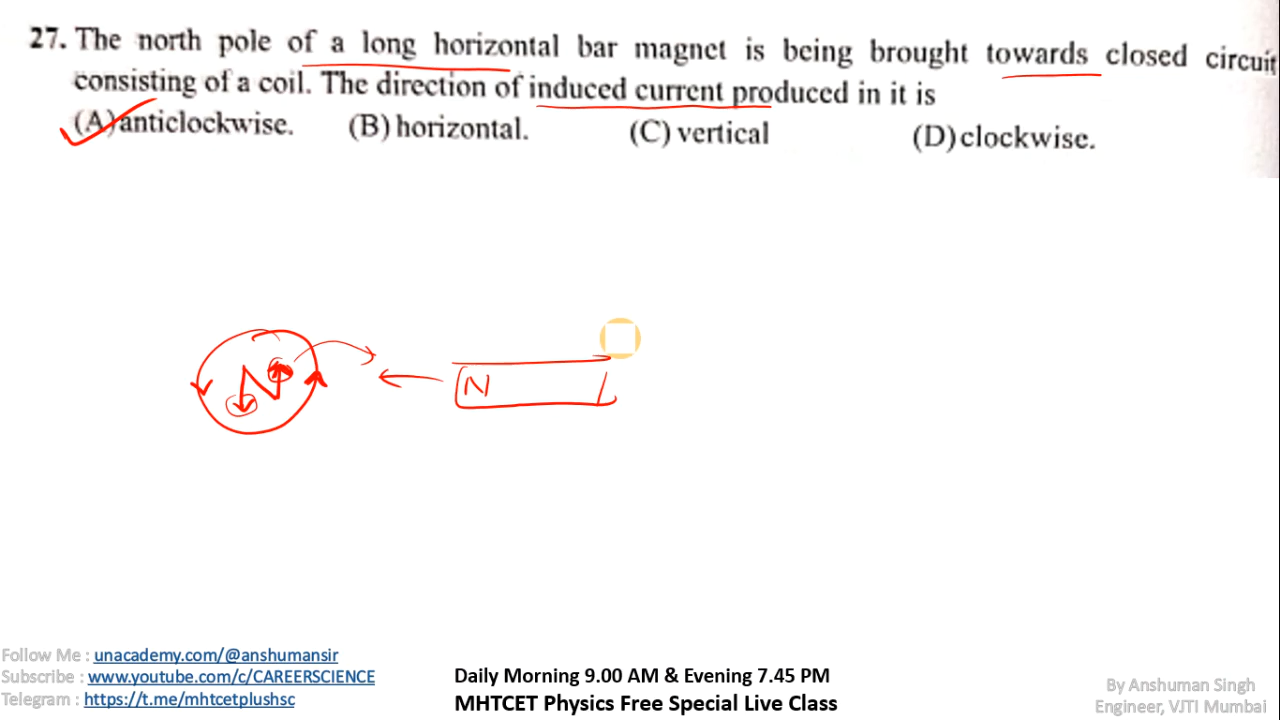 27. The north pole of a long horizontal bar magnet is being brought towards closed circuit
consisting of a coil. The direction of induced current produced in it is
(A) anticlockwise. (B) horizontal. (C) vertical (D) clockwise.
N N
Follow Me : unacademy.com/@anshumansir
Subscribe : www.youtube.com/c/CAREERSCIENCE
Telegram : https://t.me/mhtcetplushsc
Daily Morning 9.00 AM & Evening 7.45 PM
MHTCET Physics Free Special Live Class
By Anshuman Singh
Engineer, VJTI Mumbai